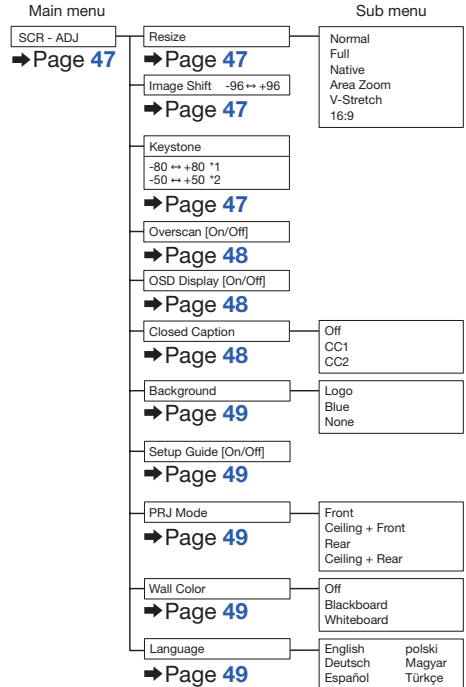 Main menu
Sub menu
SCR - ADJ
➡Page 47
Resize
➡Page 47
Normal
Full
Native
Area Zoom
V-Stretch
16:9
Image Shift -96 ↔ +96
➡Page 47
Keystone
-80 ↔ +80 *1
-50 ↔ +50 *2
➡Page 47
Overscan [On/Off]
➡Page 48
OSD Display [On/Off]
➡Page 48
Closed Caption
➡Page 48
Off
CC1
CC2
Background
➡Page 49
Logo
Blue
None
Setup Guide [On/Off]
➡Page 49
PRJ Mode
➡Page 49
Front
Ceiling + Front
Rear
Ceiling + Rear
Wall Color
➡Page 49
Off
Blackboard
Whiteboard
Language
➡Page 49
English polski
Deutsch Magyar
Español Türkçe